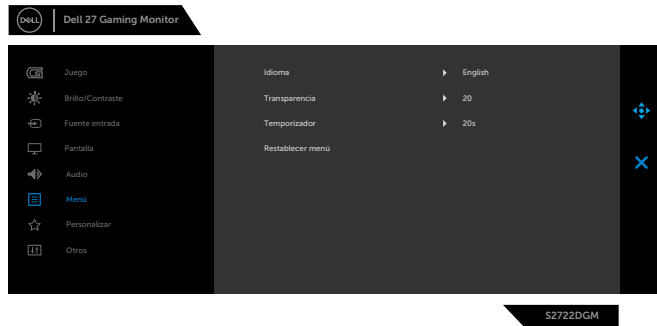 DELL Dell 27 Gaming Monitor
Juego
Brillo/Contraste
Fuente entrada
Pantalla
Audio
Menú
Personalizar
Otros
Idioma English
Transparencia 20
Temporizador 20s
Restablecer menú
S2722DGM